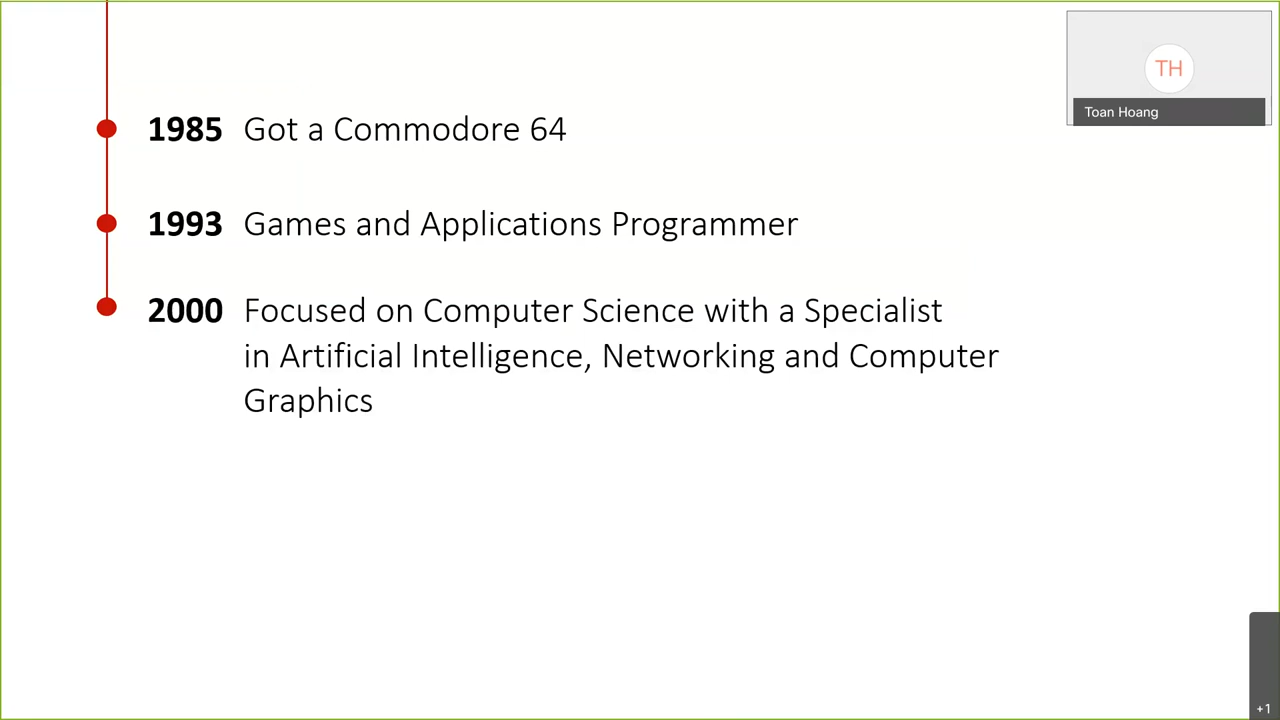 TH
Toan Hoang
1985 Got a Commodore 64
1993 Games and Applications Programmer
2000 Focused on Computer Science with a Specialist
in Artificial Intelligence, Networking and Computer
Graphics
+1